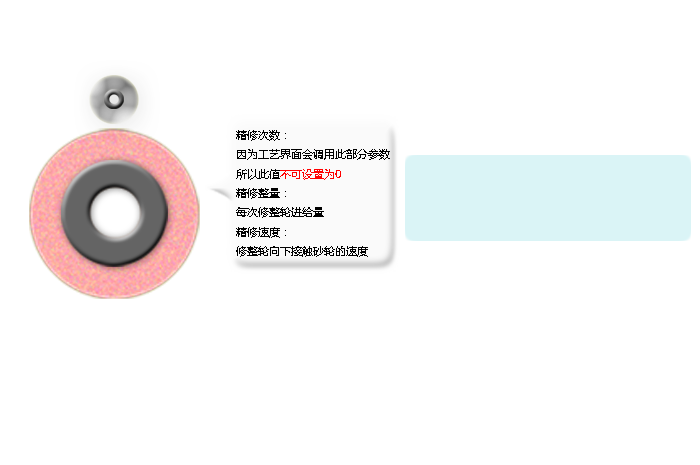 精修次数：
因为工艺界面会调用此部分参数
所以此值不可设置为0
精修整量：
每次修整轮进给量
精修速度：
修整轮向下接触砂轮的速度